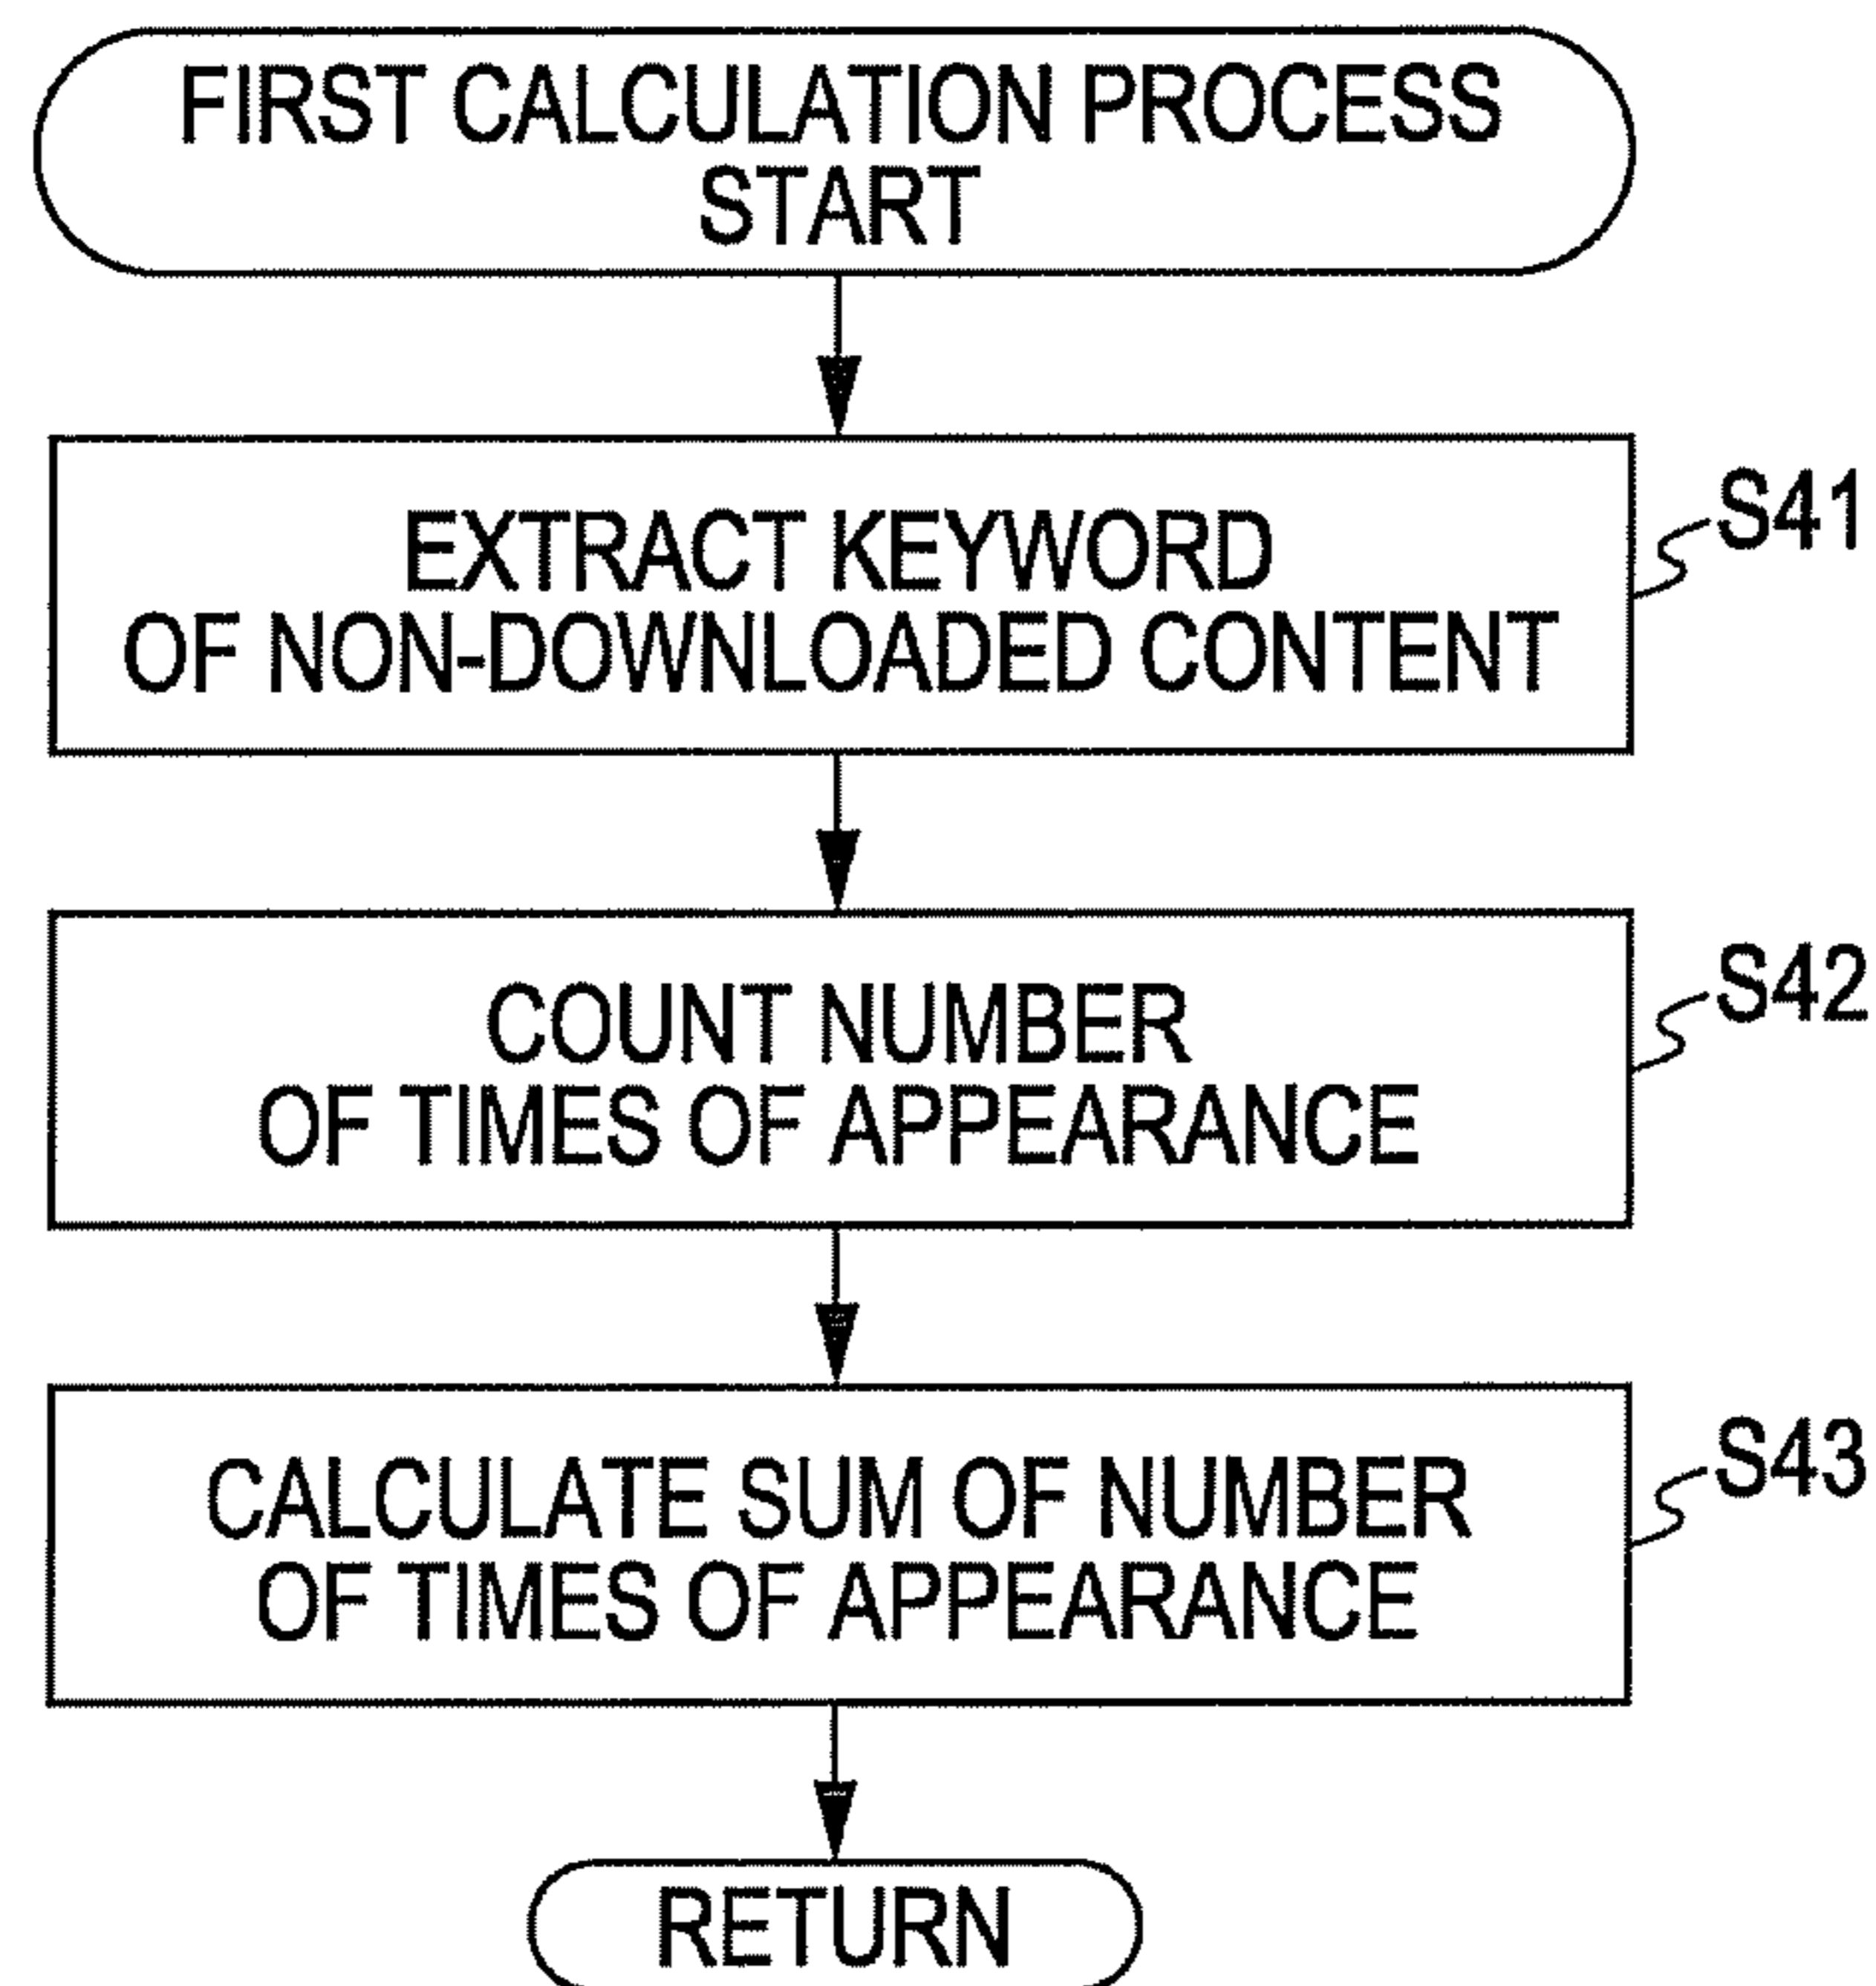 FIRST CALCULATION PROCESS
START
EXTRACT KEYWORD
OF NON-DOWNLOADED CONTENT
S41
COUNT NUMBER
OF TIMES OF APPEARANCE
S42
CALCULATE SUM OF NUMBER
OF TIMES OF APPEARANCE
S43
RETURN